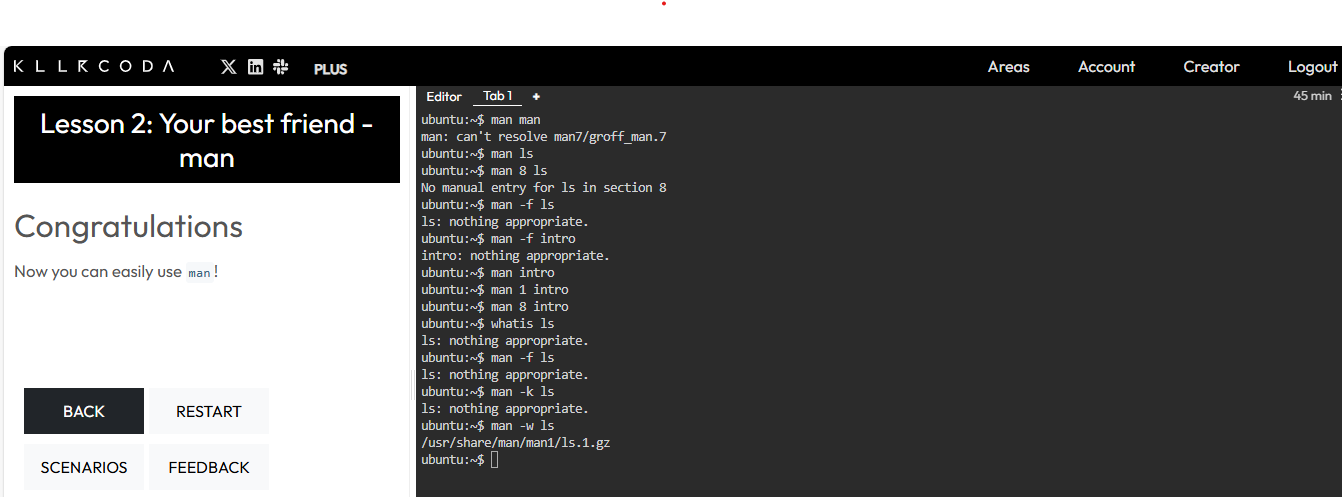 KLLRCODA PLUS Areas Account Creator Logout
Lesson 2: Your best friend -
man
Congratulations
Now you can easily use man!
BACK RESTART
SCENARIOS FEEDBACK
Editor Tab 1 + 45 min
ubuntu:~$ man man
man: can't resolve man7/groff_man.7
ubuntu:~$ man ls
ubuntu:~$ man 8 ls
No manual entry for ls in section 8
ubuntu:~$ man -f ls
ls: nothing appropriate.
ubuntu:~$ man -f intro
intro: nothing appropriate.
ubuntu:~$ man intro
ubuntu:~$ man 1 intro
ubuntu:~$ man 8 intro
ubuntu:~$ whatis ls
ls: nothing appropriate.
ubuntu:~$ man -f ls
ls: nothing appropriate.
ubuntu:~$ man -k ls
ls: nothing appropriate.
ubuntu:~$ man -w ls
/usr/share/man/man1/ls.1.gz
ubuntu:~$